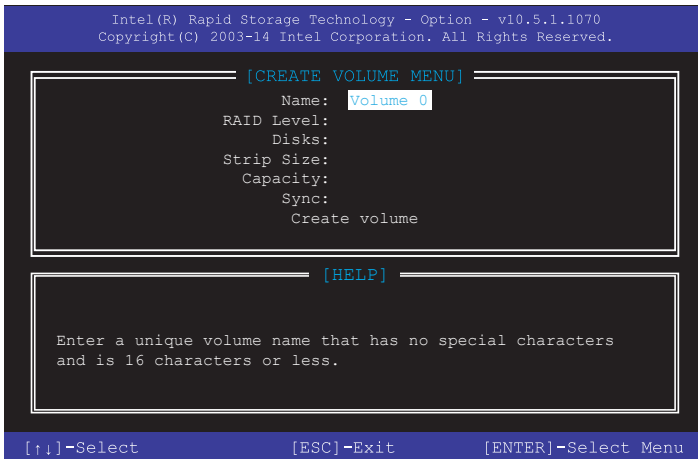 Intel(R) Rapid Storage Technology - Option - v10.5.1.1070
Copyright(C) 2003-14 Intel Corporation. All Rights Reserved.
[CREATE VOLUME MENU]
Name: Volume 0
RAID Level:
Disks:
Strip Size:
Capacity:
Sync:
Create volume
[HELP]
Enter a unique volume name that has no special characters
and is 16 characters or less.
[↑↓]-Select [ESC]-Exit [ENTER]-Select Menu